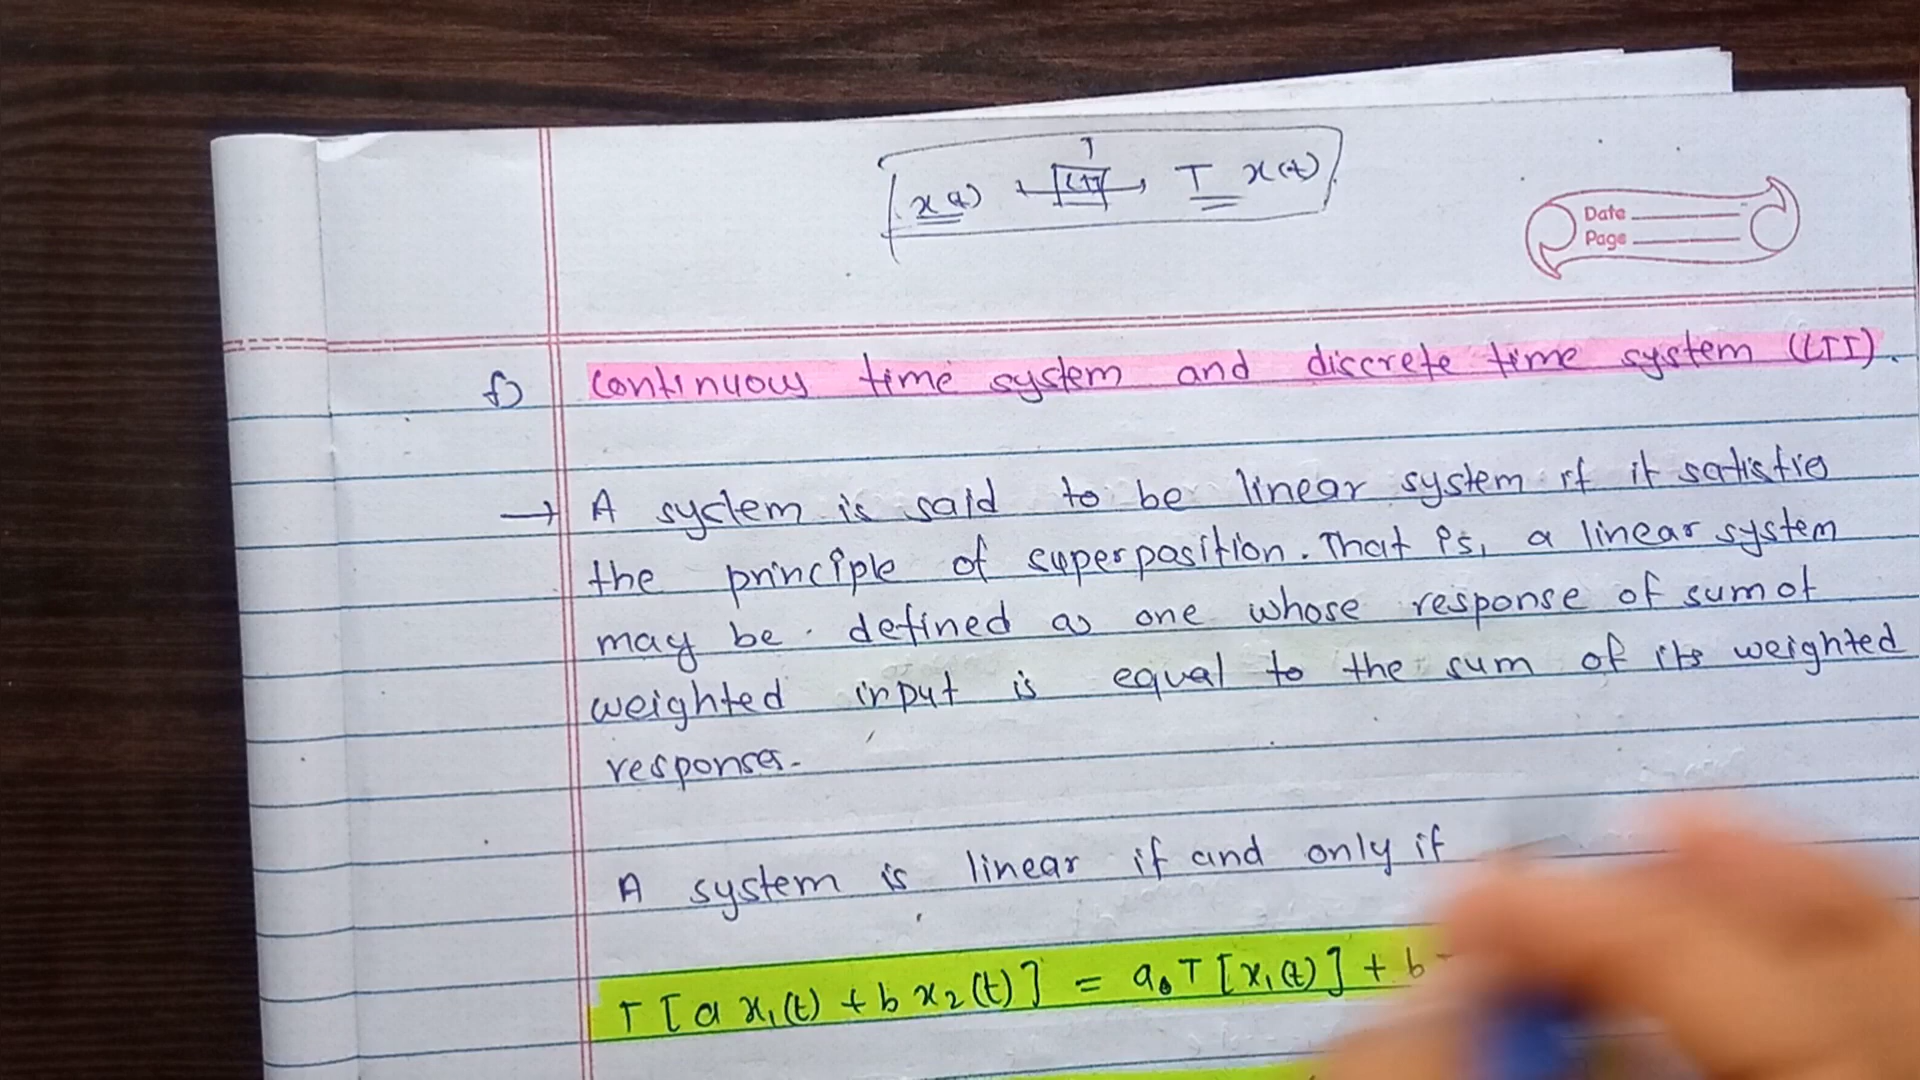 T
x(t) → LTI → T x(t)
Date
Page
f) continuous time system and discrete time system (LTI).
→ A system is said to be linear system if it satisfie
the principle of superposition. That is, a linear system
may be defined as one whose response of sum of
weighted input is equal to the sum of its weighted
responses.
A system is linear if and only if
T [a x₁(t) + b x₂(t)] = a T [x₁(t)] + b